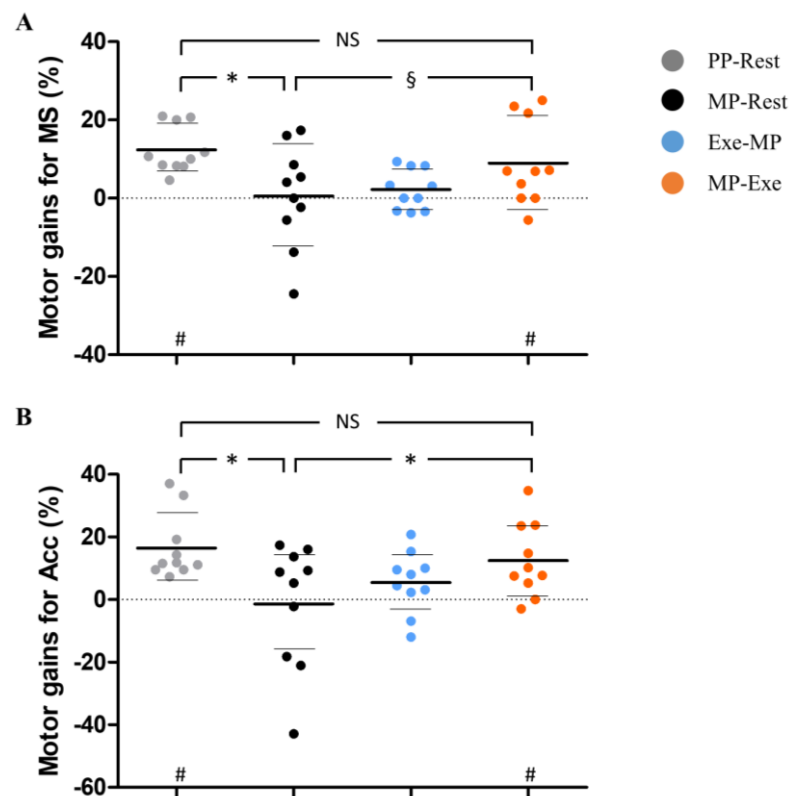 A
Motor gains for MS (%)
40
20
0
-20
-40
NS
*
§
#
#
PP-Rest
MP-Rest
Exe-MP
MP-Exe
B
Motor gains for Acc (%)
40
20
0
-20
-40
-60
NS
*
*
#
#